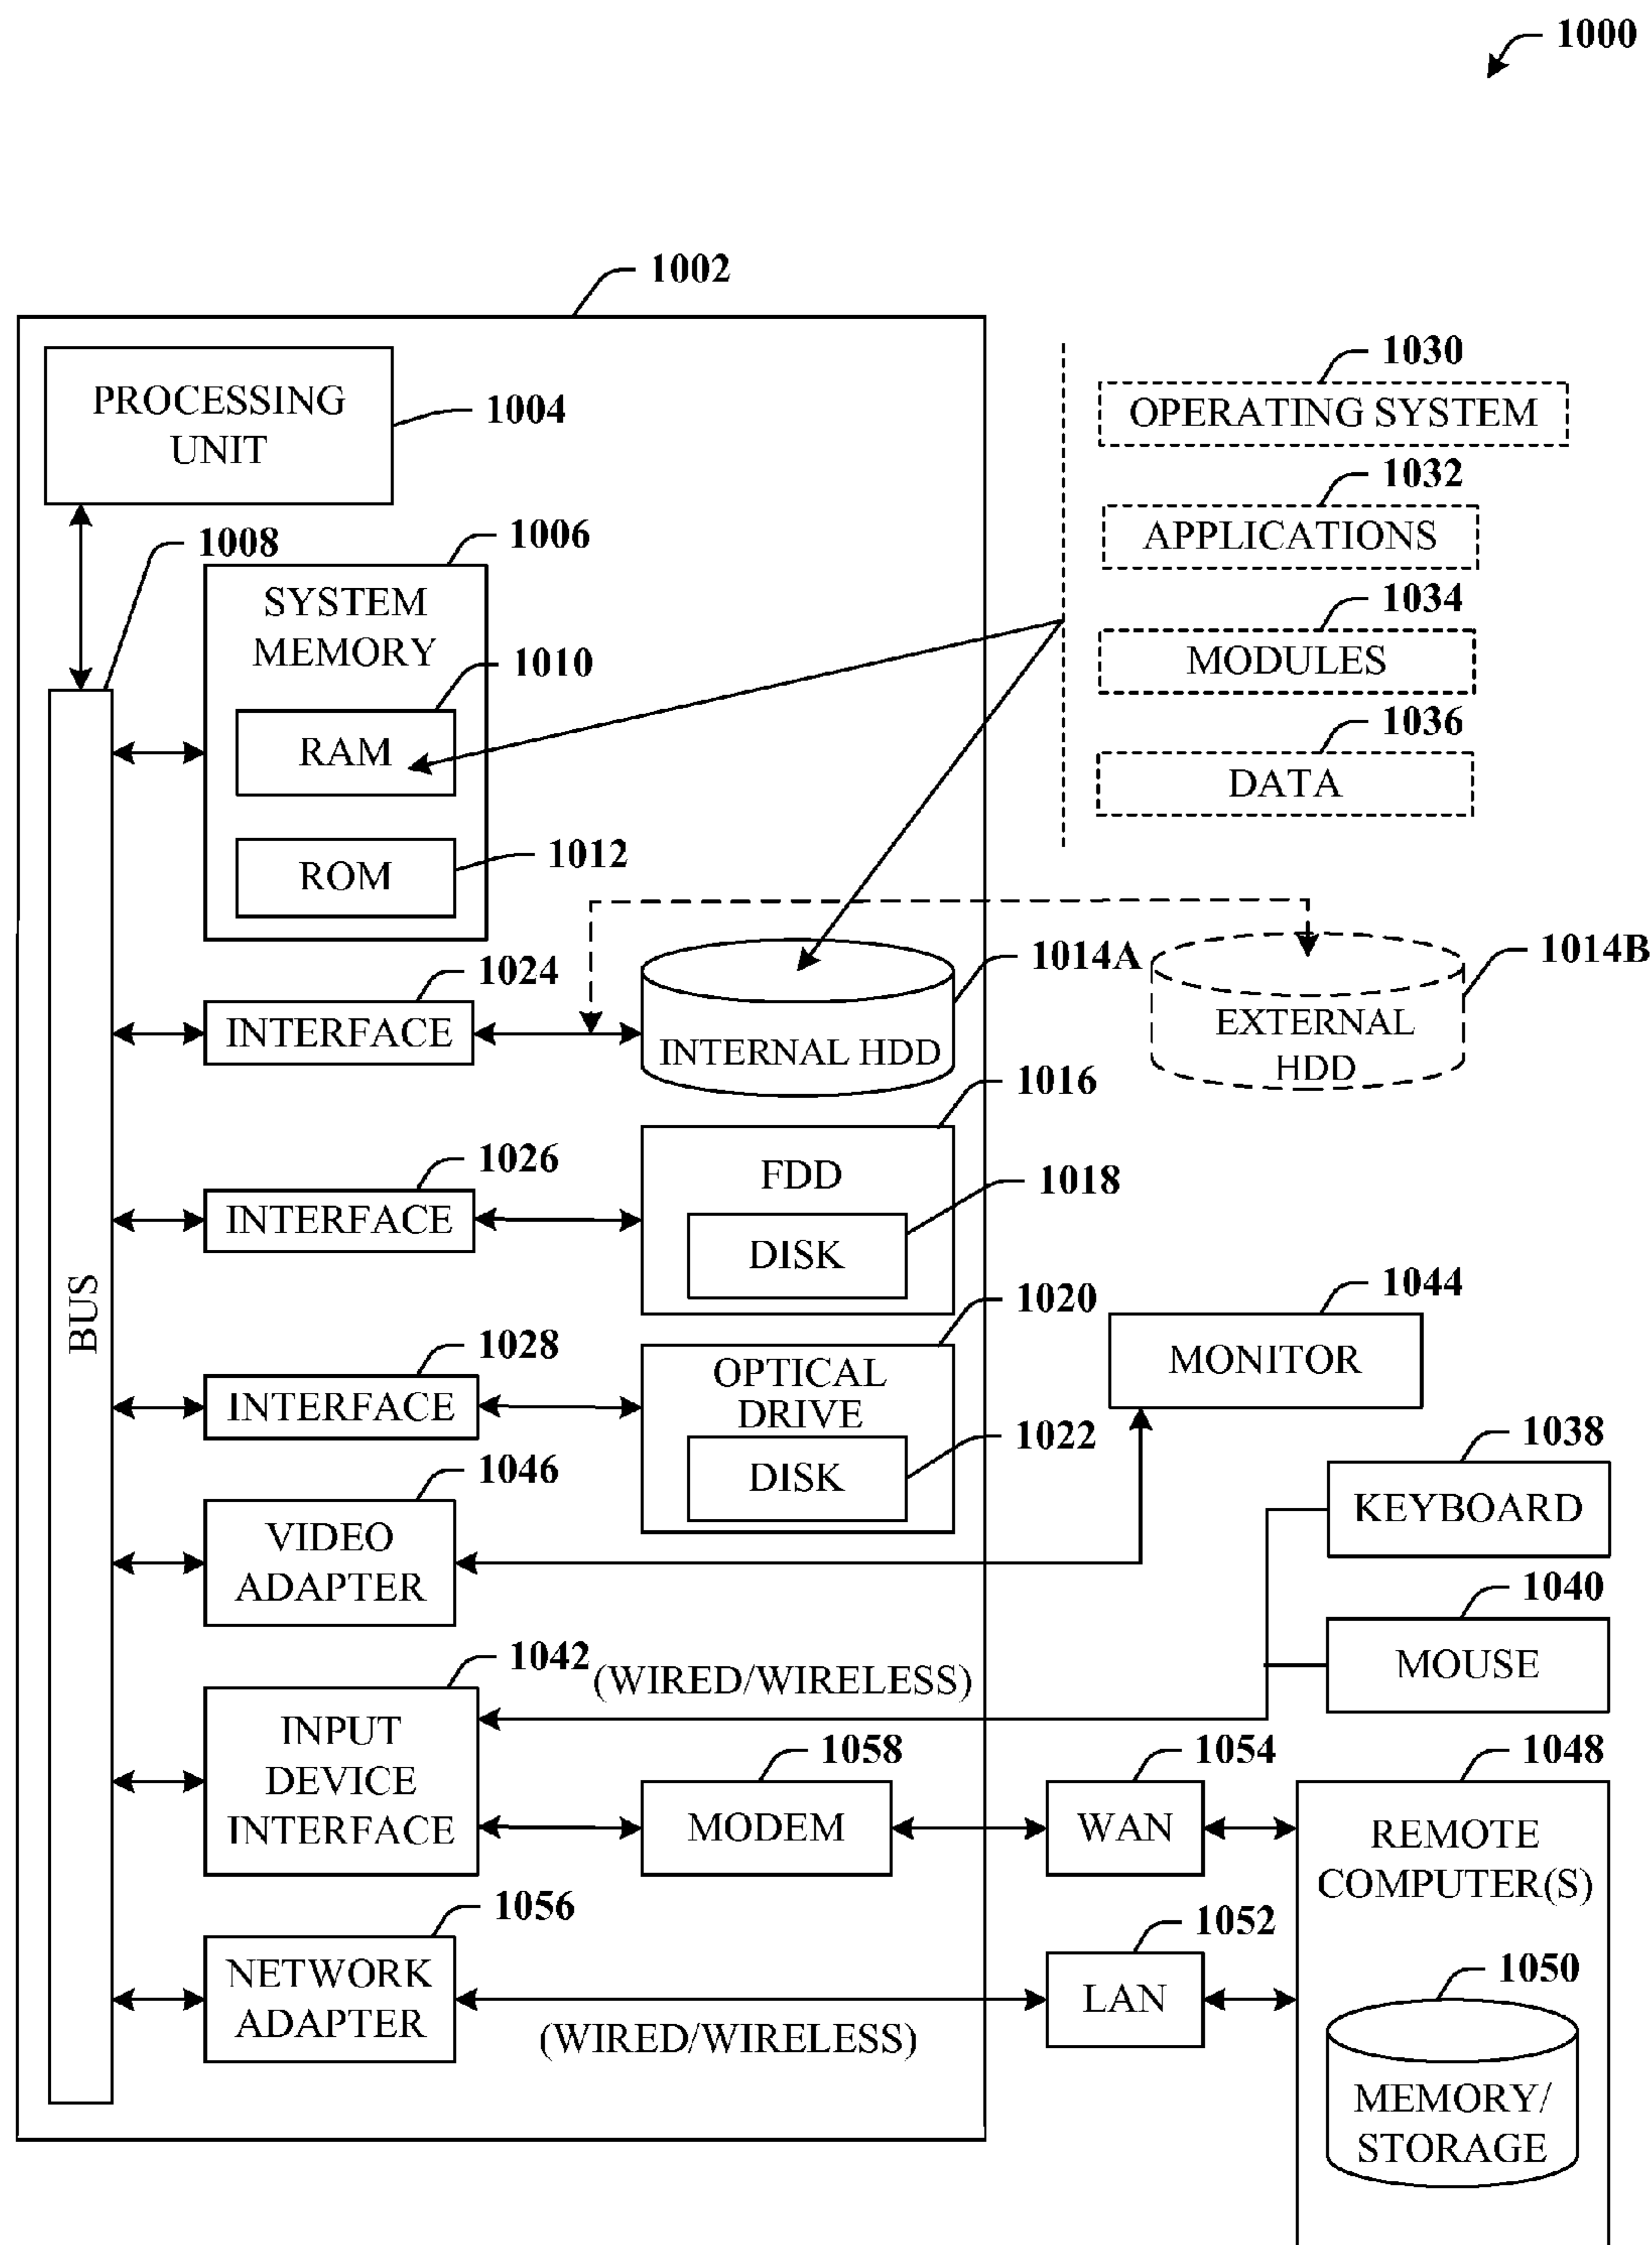 1000
1002
PROCESSING
UNIT
1004
1030
OPERATING SYSTEM
1032
APPLICATIONS
1034
MODULES
1036
DATA
1008
1006
SYSTEM
MEMORY
1010
RAM
1012
ROM
BUS
1024
INTERFACE
1014A
INTERNAL HDD
1014B
EXTERNAL
HDD
1026
INTERFACE
1016
FDD
1018
DISK
1028
INTERFACE
1020
OPTICAL
DRIVE
1022
DISK
1044
MONITOR
1046
VIDEO
ADAPTER
1038
KEYBOARD
1040
MOUSE
1042
(WIRED/WIRELESS)
INPUT
DEVICE
INTERFACE
1058
MODEM
1054
WAN
1048
REMOTE
COMPUTER(S)
1056
NETWORK
ADAPTER
(WIRED/WIRELESS)
1052
LAN
1050
MEMORY/
STORAGE